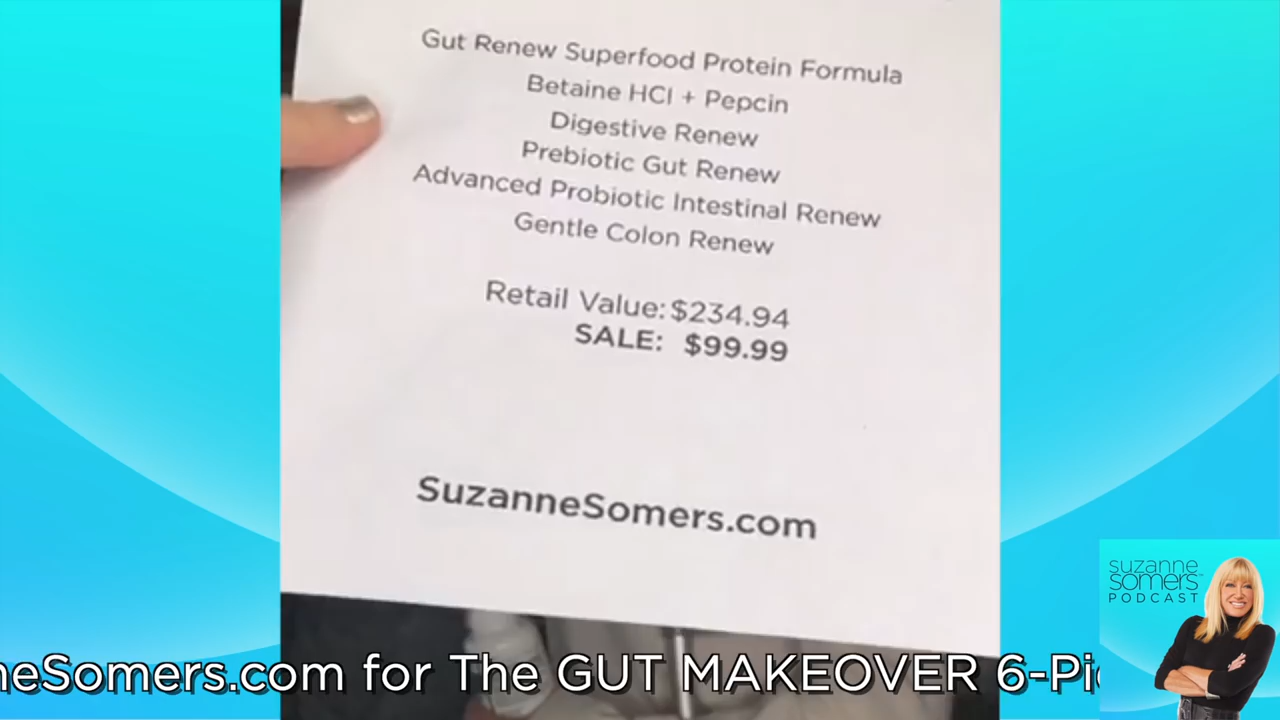 Gut Renew Superfood Protein Formula
Betaine HCI + Pepcin
Digestive Renew
Prebiotic Gut Renew
Advanced Probiotic Intestinal Renew
Gentle Colon Renew
Retail Value: $234.94
SALE: $99.99
SuzanneSomers.com
suzanne
somers
PODCAST
neSomers.com for The GUT MAKEOVER 6-Pi